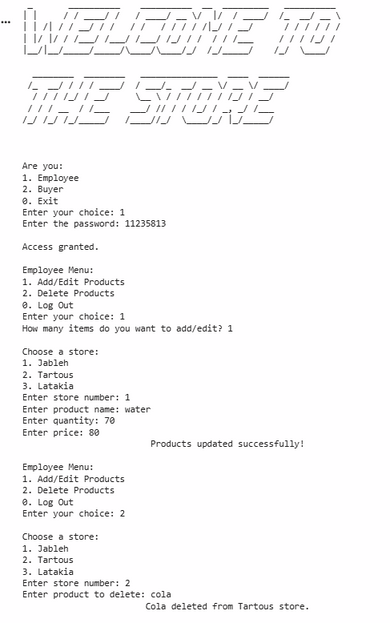 WELCOME TO
THE STORE
Are you:
1. Employee
2. Buyer
0. Exit
Enter your choice: 1
Enter the password: 11235813
Access granted.
Employee Menu:
1. Add/Edit Products
2. Delete Products
0. Log Out
Enter your choice: 1
How many items do you want to add/edit? 1
Choose a store:
1. Jableh
2. Tartous
3. Latakia
Enter store number: 1
Enter product name: water
Enter quantity: 70
Enter price: 80
Products updated successfully!
Employee Menu:
1. Add/Edit Products
2. Delete Products
0. Log Out
Enter your choice: 2
Choose a store:
1. Jableh
2. Tartous
3. Latakia
Enter store number: 2
Enter product to delete: cola
Cola deleted from Tartous store.